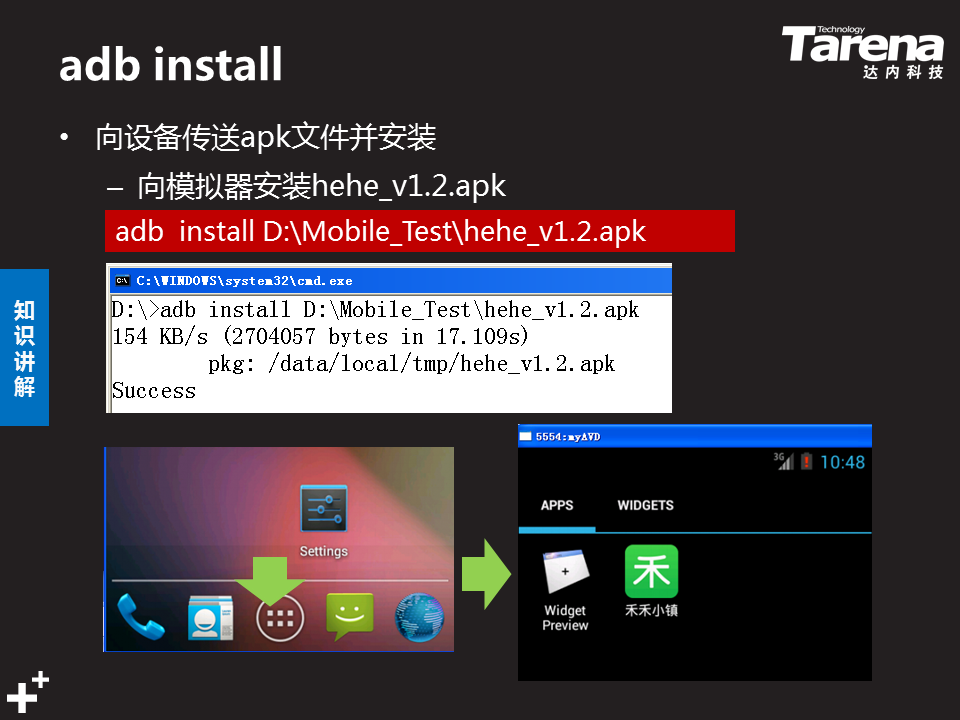 adb install
Technology
Tarena
达内科技
• 向设备传送apk文件并安装
– 向模拟器安装hehe_v1.2.apk
adb install D:\Mobile_Test\hehe_v1.2.apk
知识讲解
C:\WINDOWS\system32\cmd.exe
D:\>adb install D:\Mobile_Test\hehe_v1.2.apk
154 KB/s (2704057 bytes in 17.109s)
pkg: /data/local/tmp/hehe_v1.2.apk
Success
Settings
5554:myAVD
3G 10:48
APPS WIDGETS
禾
Widget
Preview
禾禾小镇